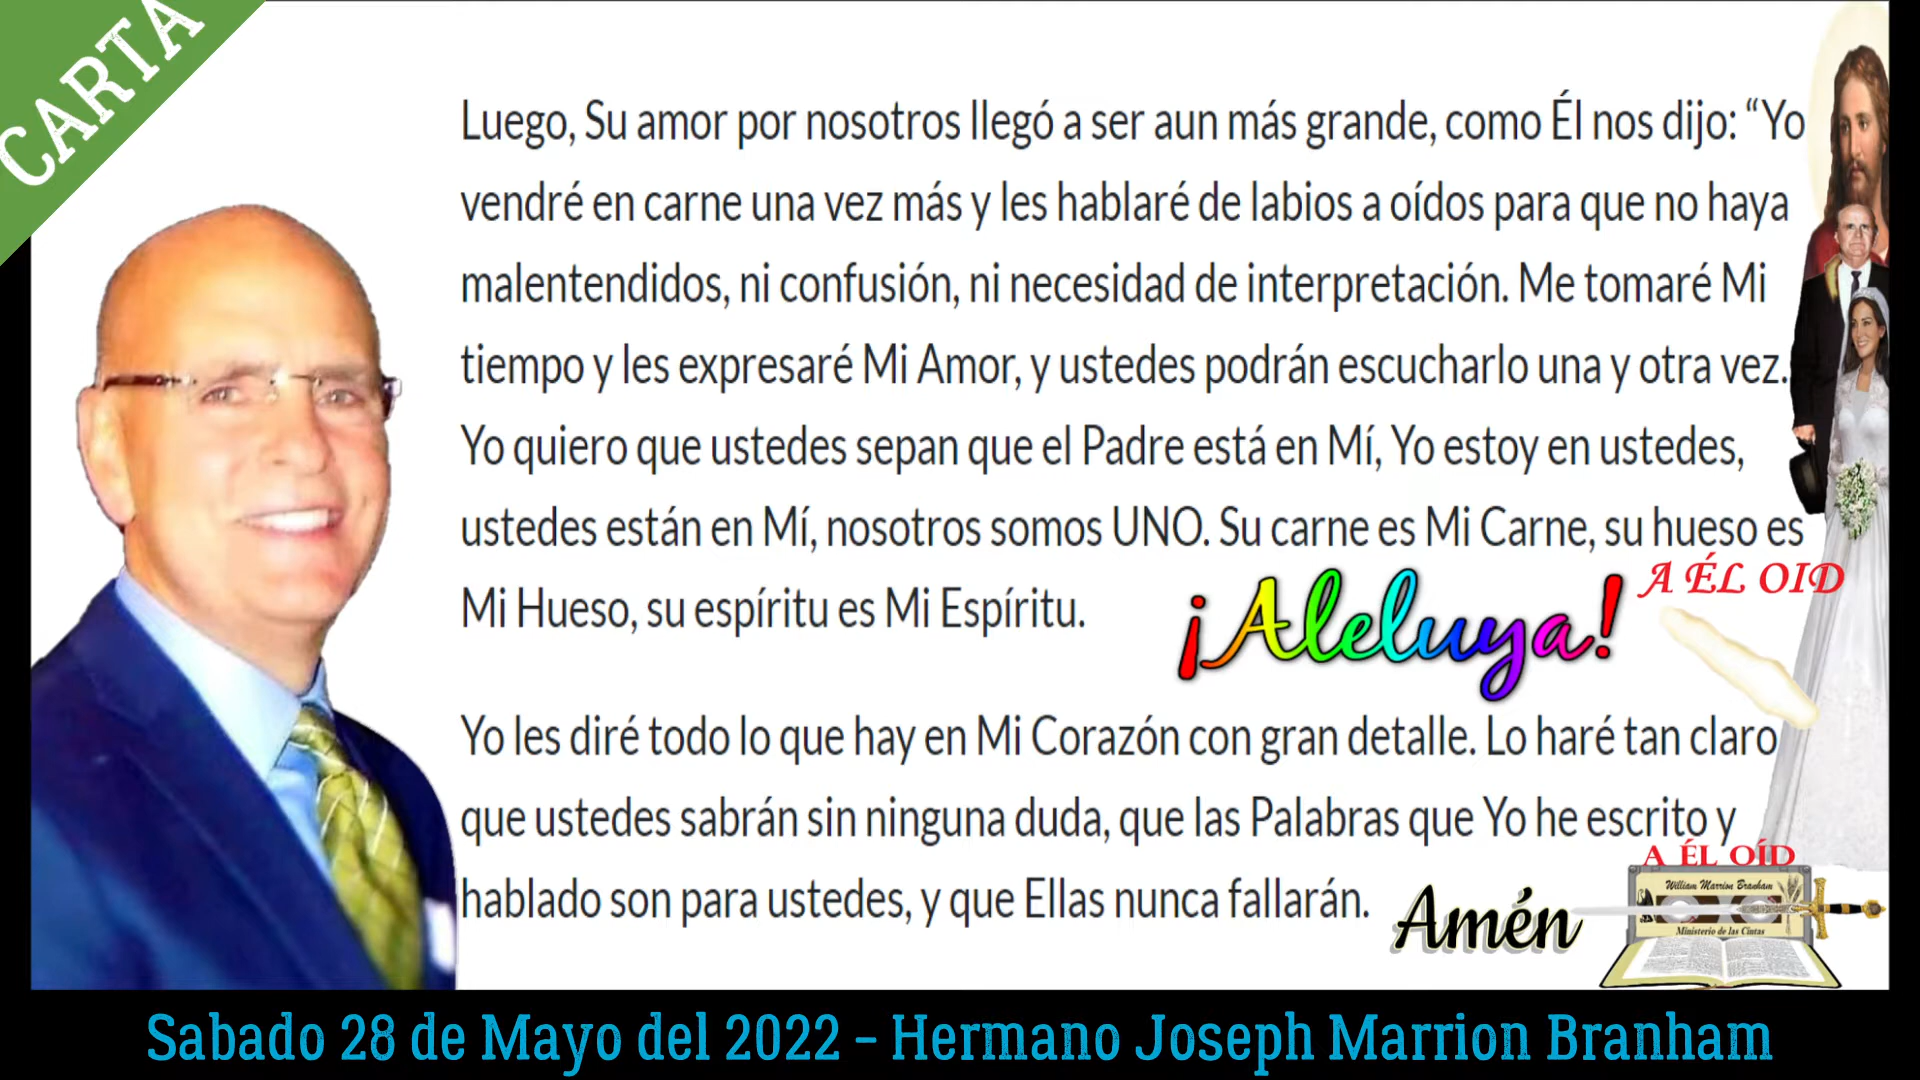 CARTA
Luego, Su amor por nosotros llegó a ser aun más grande, como Él nos dijo: “Yo
vendré en carne una vez más y les hablaré de labios a oídos para que no haya
malentendidos, ni confusión, ni necesidad de interpretación. Me tomaré Mi
tiempo y les expresaré Mi Amor, y ustedes podrán escucharlo una y otra vez.
Yo quiero que ustedes sepan que el Padre está en Mí, Yo estoy en ustedes,
ustedes están en Mí, nosotros somos UNO. Su carne es Mi Carne, su hueso es
Mi Hueso, su espíritu es Mi Espíritu.
¡Aleluya!
A ÉL OID
Yo les diré todo lo que hay en Mi Corazón con gran detalle. Lo haré tan claro
que ustedes sabrán sin ninguna duda, que las Palabras que Yo he escrito y
hablado son para ustedes, y que Ellas nunca fallarán.
Amén
A ÉL OÍD
William Marrion Branham
Ministerio de las Cintas
Sabado 28 de Mayo del 2022 - Hermano Joseph Marrion Branham